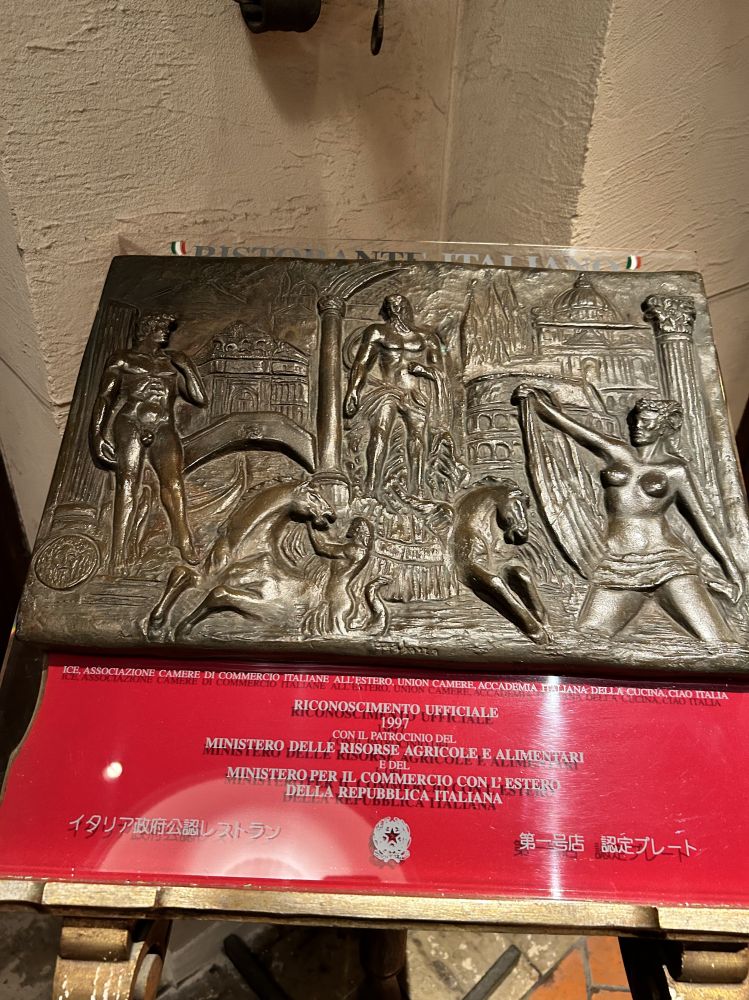 RISTORANTE ITALIANO
ICE, ASSOCIAZIONE CAMERE DI COMMERCIO ITALIANE ALL'ESTERO, UNION CAMERE, ACCADEMIA ITALIANA DELLA CUCINA, CIAO ITALIA
RICONOSCIMENTO UFFICIALE
1997
CON IL PATROCINIO DEL
MINISTERO DELLE RISORSE AGRICOLE E ALIMENTARI
E DEL
MINISTERO PER IL COMMERCIO CON L'ESTERO
DELLA REPUBBLICA ITALIANA
イタリア政府公認レストラン
第二号店 認定プレート